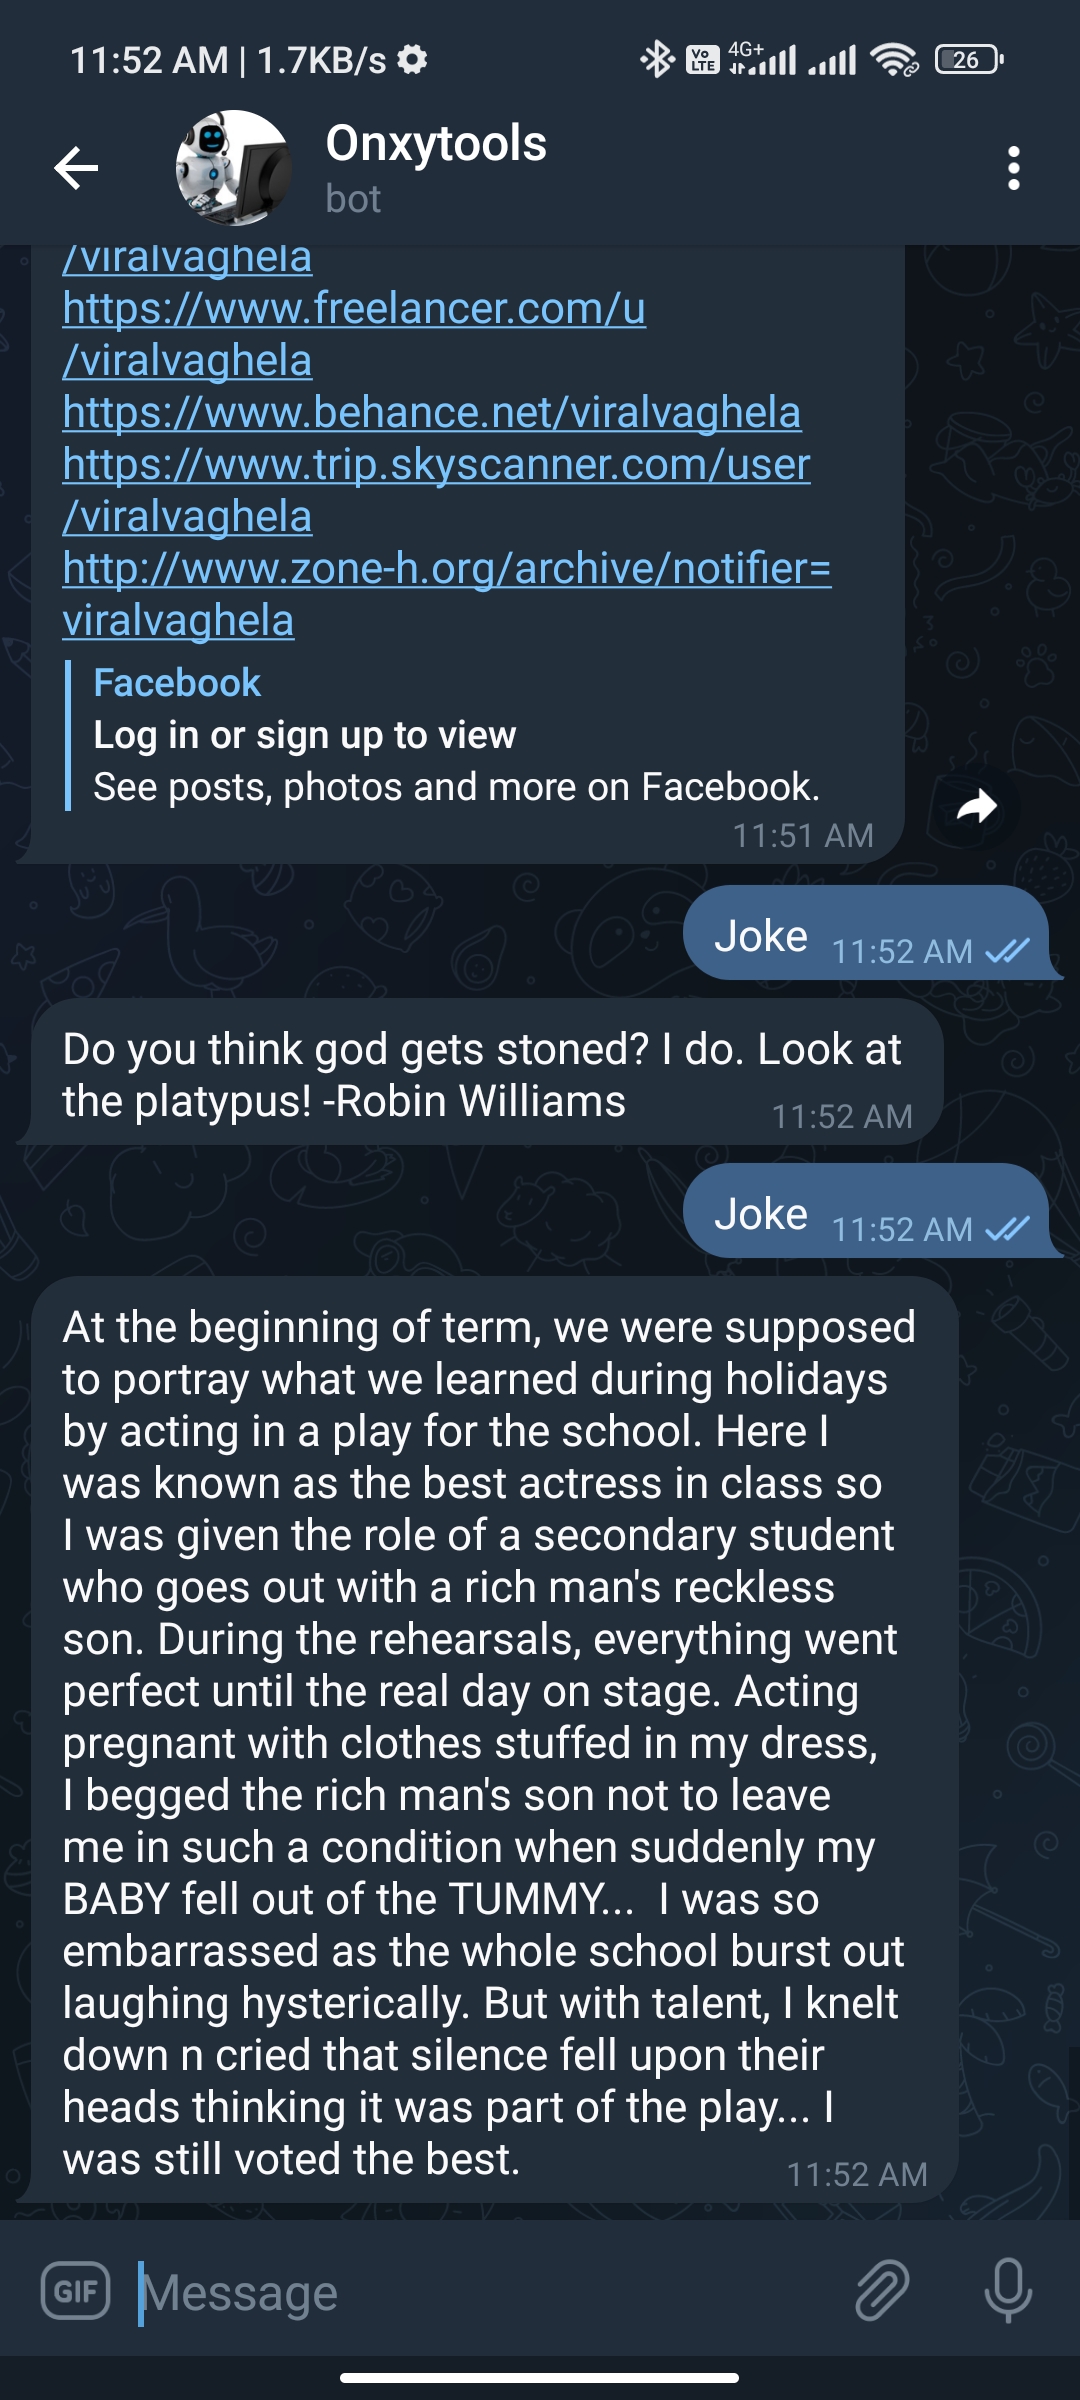 11:52 AM | 1.7KB/s
Vo LTE 4G+ 26
Onxytools
bot
/viralvaghela
https://www.freelancer.com/u
/viralvaghela
https://www.behance.net/viralvaghela
https://www.trip.skyscanner.com/user
/viralvaghela
http://www.zone-h.org/archive/notifier=
viralvaghela
Facebook
Log in or sign up to view
See posts, photos and more on Facebook.
11:51 AM
Joke 11:52 AM
Do you think god gets stoned? I do. Look at
the platypus! -Robin Williams
11:52 AM
Joke 11:52 AM
At the beginning of term, we were supposed
to portray what we learned during holidays
by acting in a play for the school. Here I
was known as the best actress in class so
I was given the role of a secondary student
who goes out with a rich man's reckless
son. During the rehearsals, everything went
perfect until the real day on stage. Acting
pregnant with clothes stuffed in my dress,
I begged the rich man's son not to leave
me in such a condition when suddenly my
BABY fell out of the TUMMY...  I was so
embarrassed as the whole school burst out
laughing hysterically. But with talent, I knelt
down n cried that silence fell upon their
heads thinking it was part of the play... I
was still voted the best.
11:52 AM
GIF Message